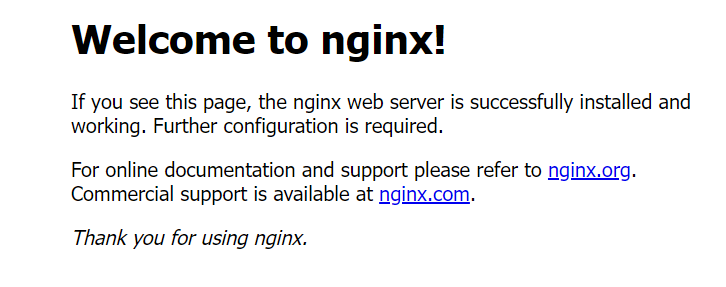 Welcome to nginx!
If you see this page, the nginx web server is successfully installed and
working. Further configuration is required.
For online documentation and support please refer to nginx.org.
Commercial support is available at nginx.com.
Thank you for using nginx.